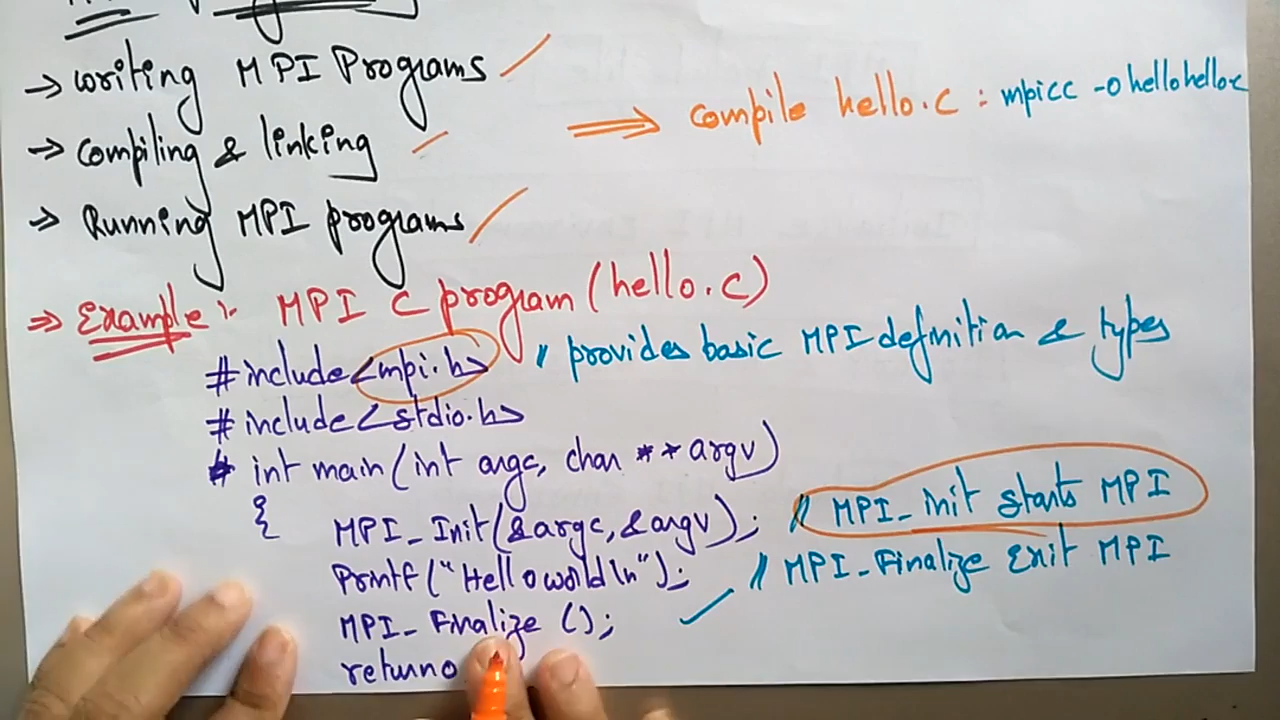 → Writing MPI Programs
→ Compiling & linking
⇒ compile hello.c : mpicc -o hello hello.c
→ Running MPI programs
⇒ Example :- MPI C program (hello.c)
#include <mpi.h> // provides basic MPI definition & types
#include <stdio.h>
int main (int argc, char **argv)
{
MPI_Init(&argc, &argv); // MPI_init starts MPI
Printf ("Hello world\n"); // MPI_Finalize Exit MPI
MPI_Finalize ();
return 0